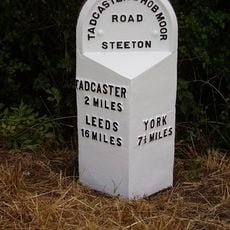 TADCASTER & HOB MOOR
ROAD
STEETON
TADCASTER
2 MILES
LEEDS
16 MILES
YORK
7½ MILES